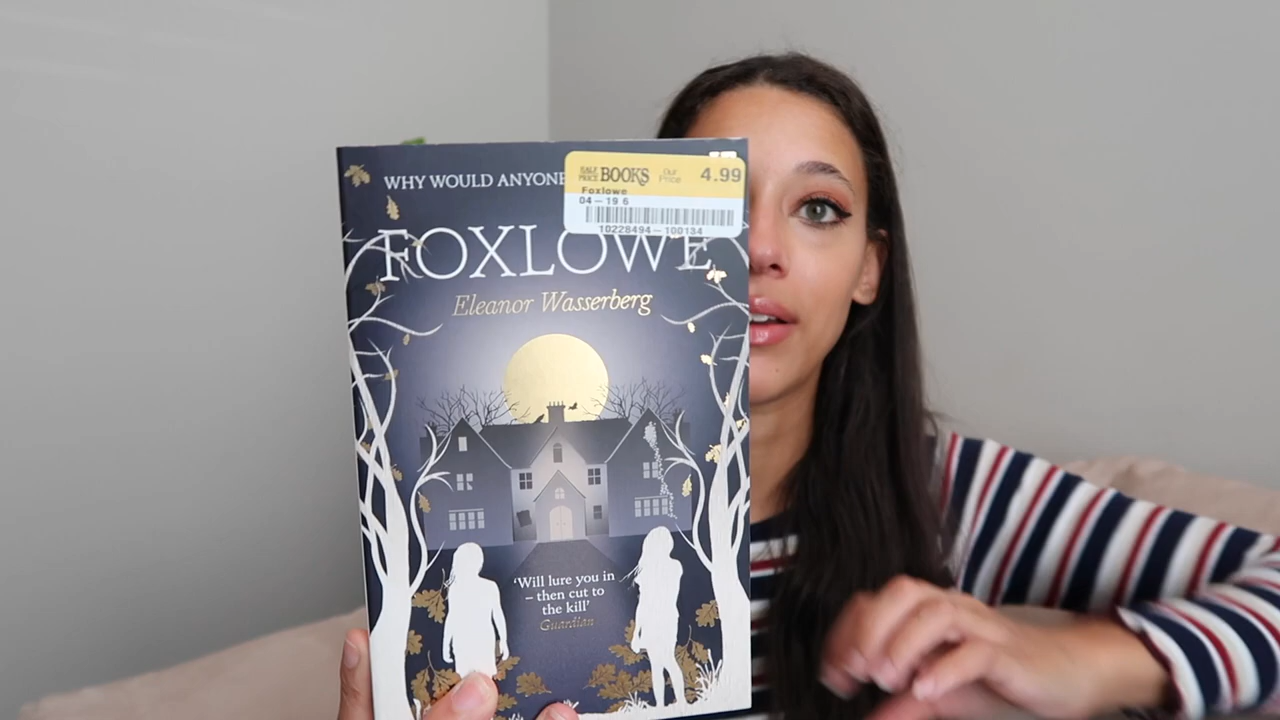 WHY WOULD ANYONE
HALF PRICE BOOKS Our Price 4.99
Foxlowe
04 – 19 6
10228494 – 100134
FOXLOWE
Eleanor Wasserberg
'Will lure you in
– then cut to
the kill'
Guardian